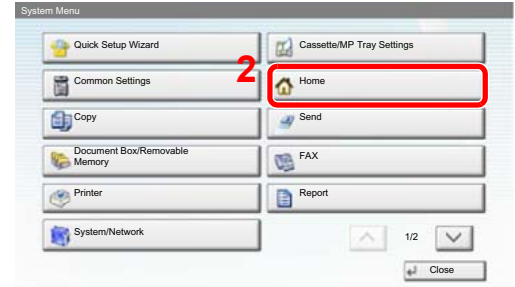 System Menu
Quick Setup Wizard
Cassette/MP Tray Settings
2
Common Settings
Home
Copy
Send
Document Box/Removable
Memory
FAX
Printer
Report
System/Network
1/2
Close